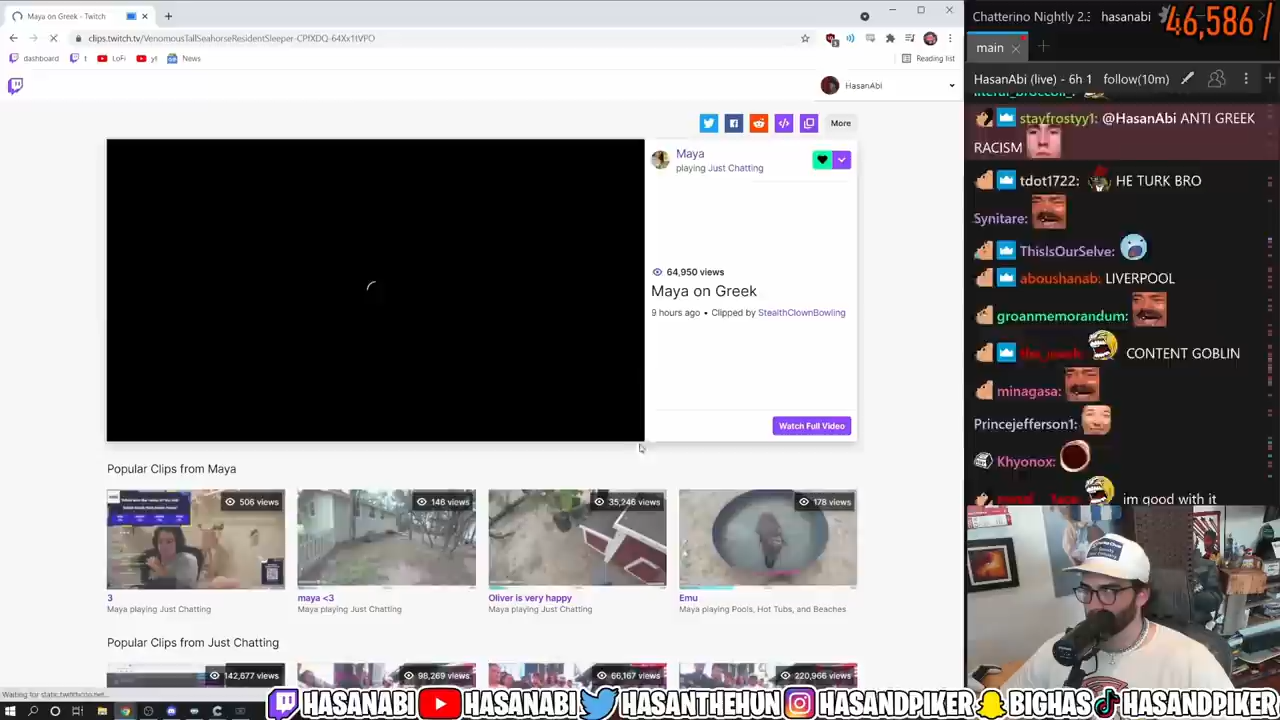 Maya on Greek - Twitch
clips.twitch.tv/VenomousTallSeahorseResidentSleeper-CPfXDQ-64Xx1tVPO
dashboard
t
LoFi
yt
News
Reading list
HasanAbi
More
Maya
playing Just Chatting
64,950 views
Maya on Greek
9 hours ago • Clipped by StealthClownBowling
Watch Full Video
Popular Clips from Maya
506 views
146 views
35,246 views
178 views
3
maya <3
Oliver is very happy
Emu
Maya playing Just Chatting
Maya playing Just Chatting
Maya playing Just Chatting
Maya playing Pools, Hot Tubs, and Beaches
Popular Clips from Just Chatting
142,677 views
98,269 views
66,167 views
220,966 views
Chatterino Nightly 2.
hasanabi
46,586 /
main
HasanAbi (live) - 6h 1
follow(10m)
stayfrostyy1: @HasanAbi ANTI GREEK
RACISM
tdot1722: HE TURK BRO
Synitare:
ThisIsOurSelve:
aboushanab: LIVERPOOL
groanmemorandum:
CONTENT GOBLIN
minagasa:
Princejefferson1:
Khyonox:
im good with it
HASANABI HASANABI HASANTHEHUN HASANDPIKER BIGHAS HASANDPIKER